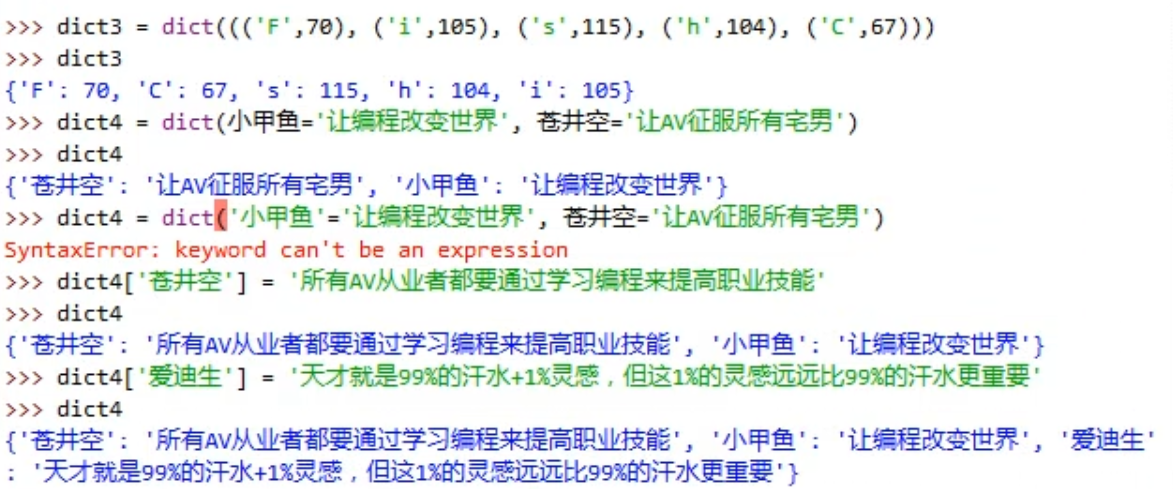 >>> dict3 = dict((('F',70), ('i',105), ('s',115), ('h',104), ('C',67)))
>>> dict3
{'F': 70, 'C': 67, 's': 115, 'h': 104, 'i': 105}
>>> dict4 = dict(小甲鱼='让编程改变世界', 苍井空='让AV征服所有宅男')
>>> dict4
{'苍井空': '让AV征服所有宅男', '小甲鱼': '让编程改变世界'}
>>> dict4 = dict('小甲鱼'='让编程改变世界', 苍井空='让AV征服所有宅男')
SyntaxError: keyword can't be an expression
>>> dict4['苍井空'] = '所有AV从业者都要通过学习编程来提高职业技能'
>>> dict4
{'苍井空': '所有AV从业者都要通过学习编程来提高职业技能', '小甲鱼': '让编程改变世界'}
>>> dict4['爱迪生'] = '天才就是99%的汗水+1%灵感，但这1%的灵感远远比99%的汗水更重要'
>>> dict4
{'苍井空': '所有AV从业者都要通过学习编程来提高职业技能', '小甲鱼': '让编程改变世界', '爱迪生'
: '天才就是99%的汗水+1%灵感，但这1%的灵感远远比99%的汗水更重要'}